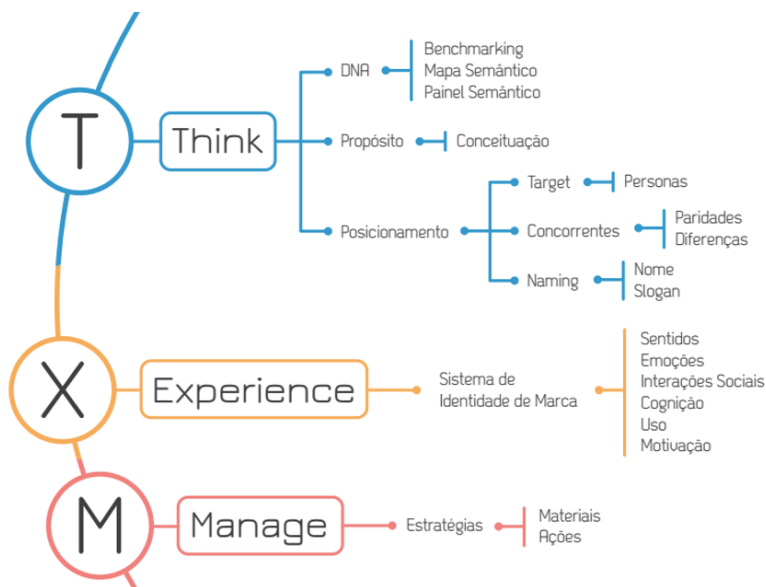 T
Think
DNA
Benchmarking
Mapa Semântico
Painel Semântico
Propósito
Conceituação
Posicionamento
Target
Personas
Concorrentes
Paridades
Diferenças
Naming
Nome
Slogan
X
Experience
Sistema de
Identidade de Marca
Sentidos
Emoções
Interações Sociais
Cognição
Uso
Motivação
M
Manage
Estratégias
Materiais
Ações